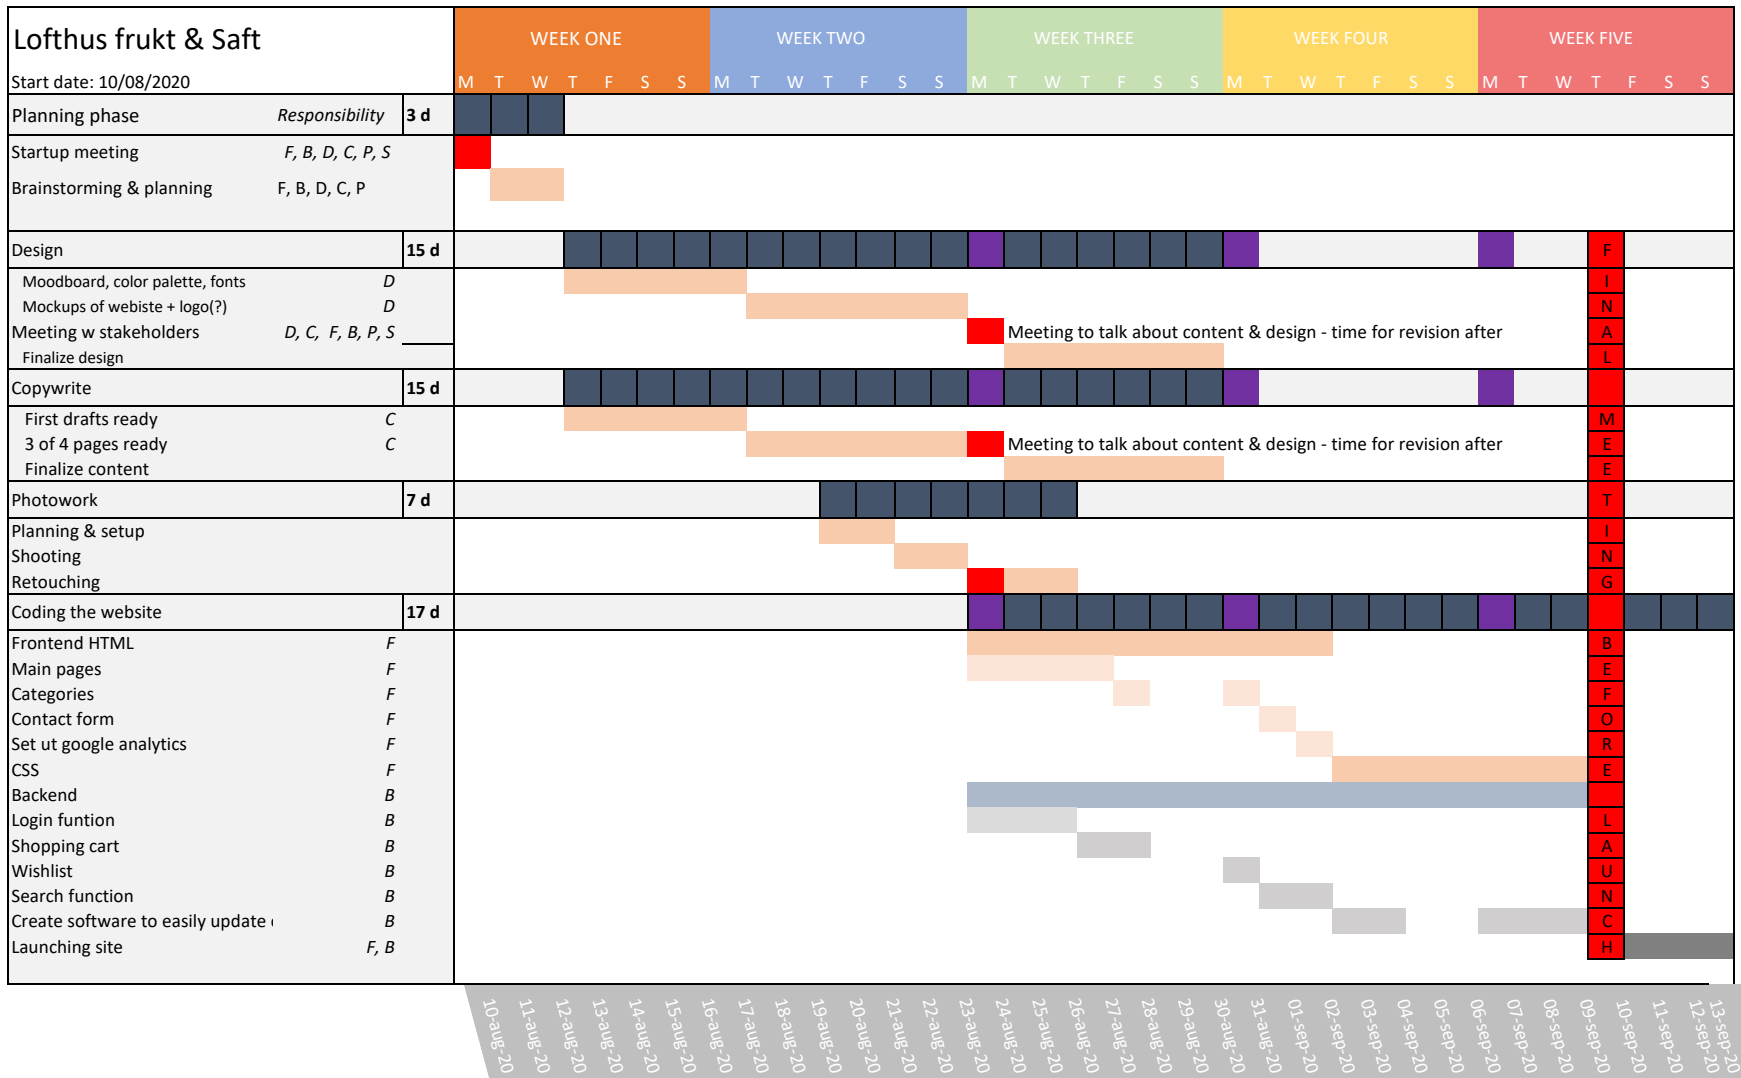 Lofthus frukt & Saft
WEEK ONE WEEK TWO WEEK THREE WEEK FOUR WEEK FIVE
Start date: 10/08/2020
M T W T F S S M T W T F S S M T W T F S S M T W T F S S M T W T F S S
Planning phase Responsibility 3 d
Startup meeting F, B, D, C, P, S
Brainstorming & planning F, B, D, C, P
Design 15 d F
Moodboard, color palette, fonts D I
Mockups of webiste + logo(?) D N
Meeting w stakeholders D, C, F, B, P, S Meeting to talk about content & design - time for revision after A
Finalize design L
Copywrite 15 d
First drafts ready C M
3 of 4 pages ready C Meeting to talk about content & design - time for revision after E
Finalize content E
Photowork 7 d T
Planning & setup I
Shooting N
Retouching G
Coding the website 17 d
Frontend HTML F B
Main pages F E
Categories F F
Contact form F O
Set ut google analytics F R
CSS F E
Backend B
Login funtion B L
Shopping cart B A
Wishlist B U
Search function B N
Create software to easily update B C
Launching site F, B H
10-aug-20 11-aug-20 12-aug-20 13-aug-20 14-aug-20 15-aug-20 16-aug-20 17-aug-20 18-aug-20 19-aug-20 20-aug-20 21-aug-20 22-aug-20 23-aug-20 24-aug-20 25-aug-20 26-aug-20 27-aug-20 28-aug-20 29-aug-20 30-aug-20 31-aug-20 01-sep-20 02-sep-20 03-sep-20 04-sep-20 05-sep-20 06-sep-20 07-sep-20 08-sep-20 09-sep-20 10-sep-20 11-sep-20 12-sep-20 13-sep-20